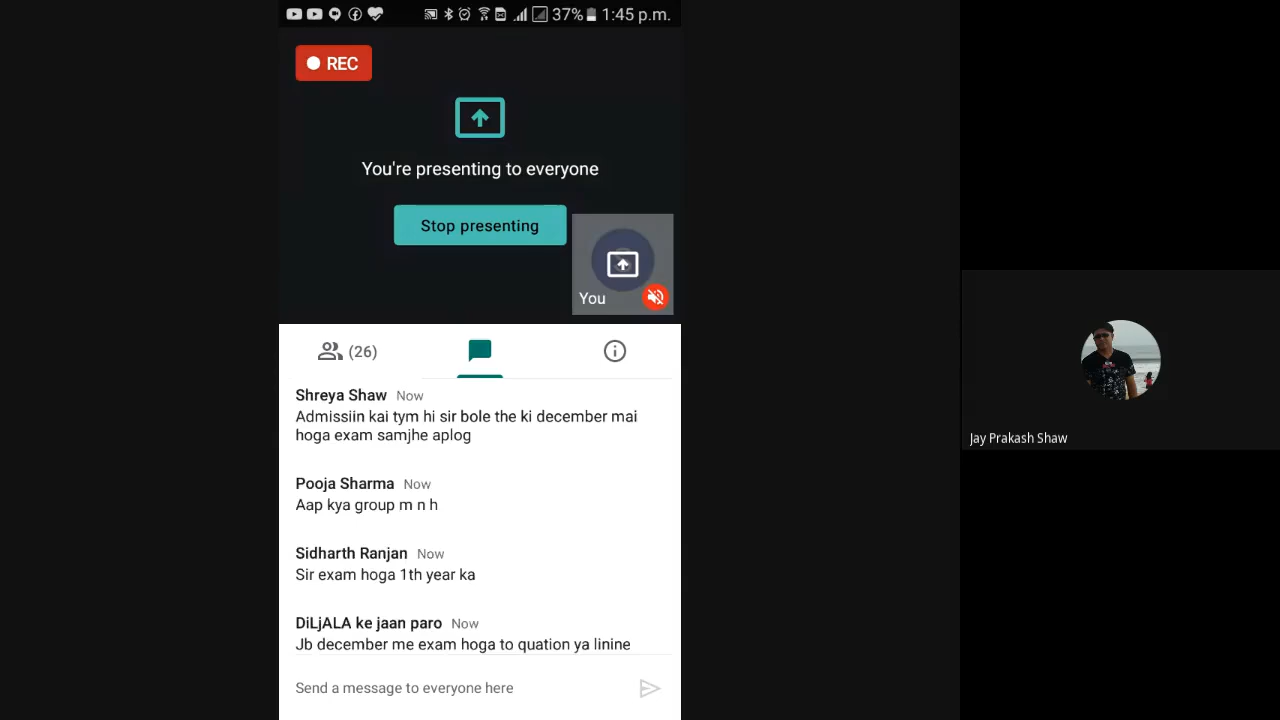 37% 1:45 p.m.
REC
You're presenting to everyone
Stop presenting
You
(26)
Shreya Shaw Now
Admissiin kai tym hi sir bole the ki december mai
hoga exam samjhe aplog
Pooja Sharma Now
Aap kya group m n h
Sidharth Ranjan Now
Sir exam hoga 1th year ka
DiLjALA ke jaan paro Now
Jb december me exam hoga to quation ya linine
Send a message to everyone here
Jay Prakash Shaw